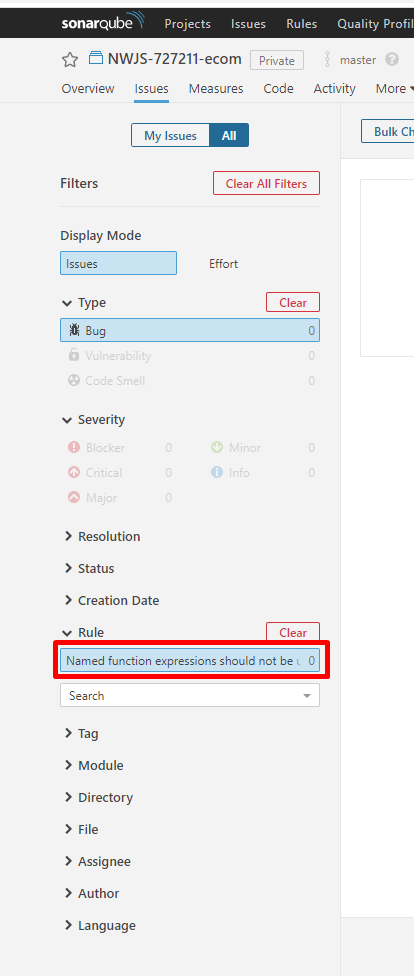 sonarqube Projects Issues Rules Quality Profil
NWJS-727211-ecom Private master ?
Overview Issues Measures Code Activity More
My Issues All Bulk Ch
Filters Clear All Filters
Display Mode
Issues Effort
Type Clear
Bug 0
Vulnerability 0
Code Smell 0
Severity
Blocker 0 Minor 0
Critical 0 Info 0
Major 0
Resolution
Status
Creation Date
Rule Clear
Named function expressions should not be u 0
Search
Tag
Module
Directory
File
Assignee
Author
Language